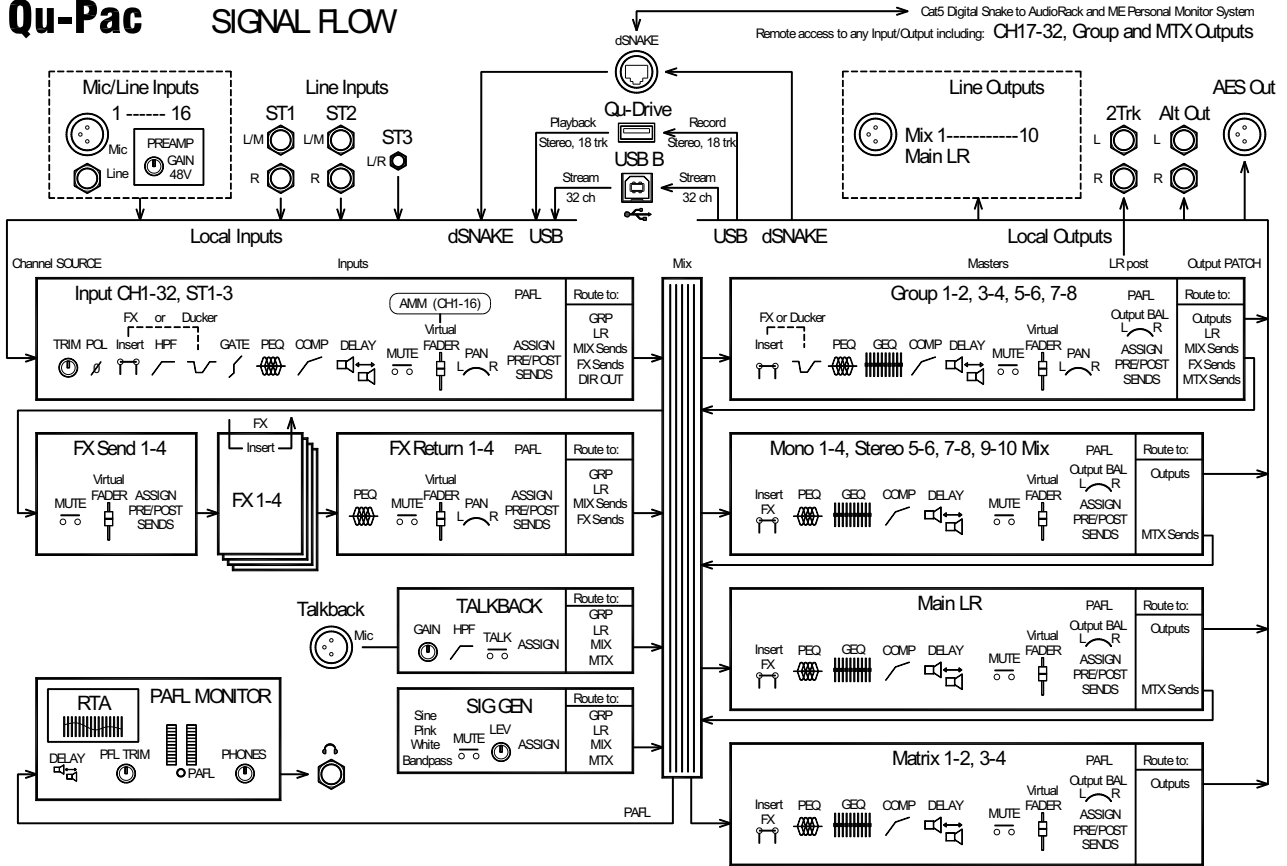 Qu-Pac SIGNAL FLOW
Cat5 Digital Snake to AudioRack and ME Personal Monitor System
Remote access to any Input/Output including: CH17-32, Group and MTX Outputs
dSNAKE
Mic/Line Inputs
1 ------ 16
Mic
Line
PREAMP
GAIN
48V
Line Inputs
ST1
L/M
R
ST2
L/M
R
ST3
L/R
Qu-Drive
Playback
Stereo, 18 trk
Record
Stereo, 18 trk
USB B
Stream
32 ch
Stream
32 ch
Line Outputs
Mix 1-----------10
Main LR
2Trk
L
R
Alt Out
L
R
AES Out
Local Inputs
dSNAKE USB
USB dSNAKE
Local Outputs
Channel SOURCE
Inputs
Mix
Masters
LR post
Output PATCH
Input CH1-32, ST1-3
FX or Ducker
TRIM POL Insert HPF GATE PEQ COMP DELAY
AMM (CH1-16)
MUTE
Virtual
FADER
L PAN R
PAFL
ASSIGN
PRE/POST
SENDS
Route to:
GRP
LR
MIX Sends
FX Sends
DIR OUT
Group 1-2, 3-4, 5-6, 7-8
FX or Ducker
Insert PEQ GEQ COMP DELAY
MUTE
Virtual
FADER
L PAN R
PAFL
Output BAL
L R
ASSIGN
PRE/POST
SENDS
Route to:
Outputs
LR
MIX Sends
FX Sends
MTX Sends
FX Send 1-4
MUTE
Virtual
FADER
ASSIGN
PRE/POST
SENDS
FX
Insert
FX 1-4
FX Return 1-4
PEQ
MUTE
Virtual
FADER
L PAN R
PAFL
ASSIGN
PRE/POST
SENDS
Route to:
GRP
LR
MIX Sends
FX Sends
Mono 1-4, Stereo 5-6, 7-8, 9-10 Mix
Insert
FX
PEQ GEQ COMP DELAY
MUTE
Virtual
FADER
PAFL
Output BAL
L R
ASSIGN
PRE/POST
SENDS
Route to:
Outputs
MTX Sends
Talkback
Mic
TALKBACK
GAIN HPF TALK ASSIGN
Route to:
GRP
LR
MIX
MTX
Main LR
Insert
FX
PEQ GEQ COMP DELAY
MUTE
Virtual
FADER
PAFL
Output BAL
L R
ASSIGN
PRE/POST
SENDS
Route to:
Outputs
MTX Sends
RTA
PAFL MONITOR
DELAY PFL TRIM PAFL PHONES
SIG GEN
Sine
Pink
White
Bandpass
MUTE LEV ASSIGN
Route to:
GRP
LR
MIX
MTX
PAFL
Matrix 1-2, 3-4
Insert
FX
PEQ GEQ COMP DELAY
MUTE
Virtual
FADER
PAFL
Output BAL
L R
ASSIGN
PRE/POST
SENDS
Route to:
Outputs